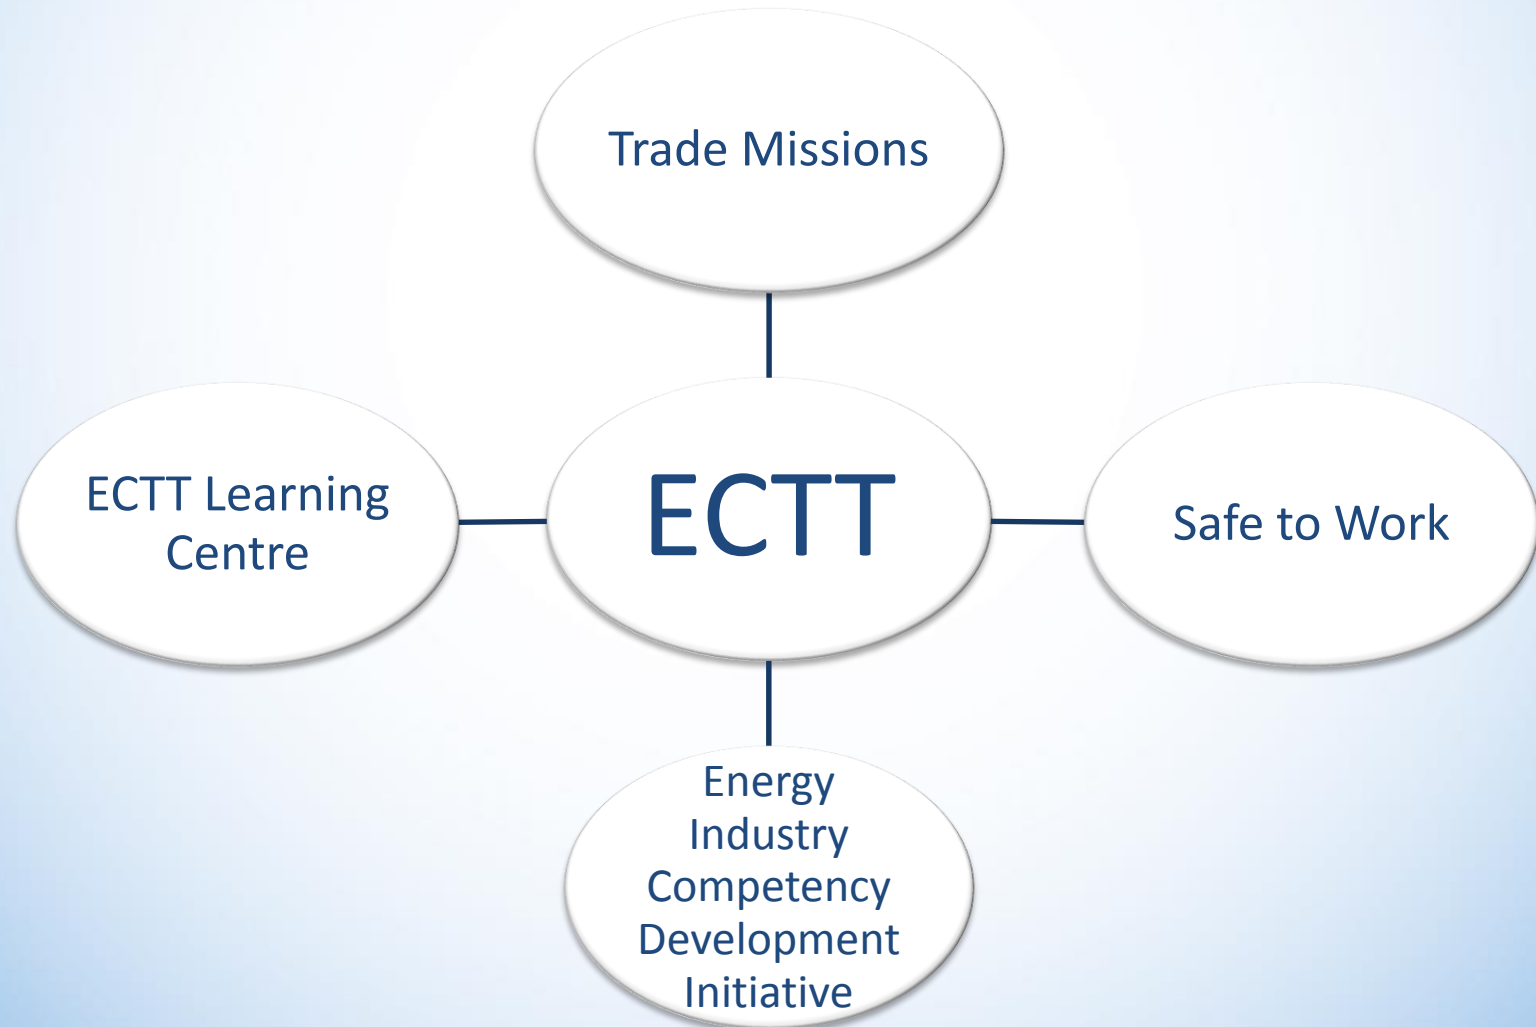 Trade Missions
ECTT Learning
Centre
ECTT
Safe to Work
Energy
Industry
Competency
Development
Initiative